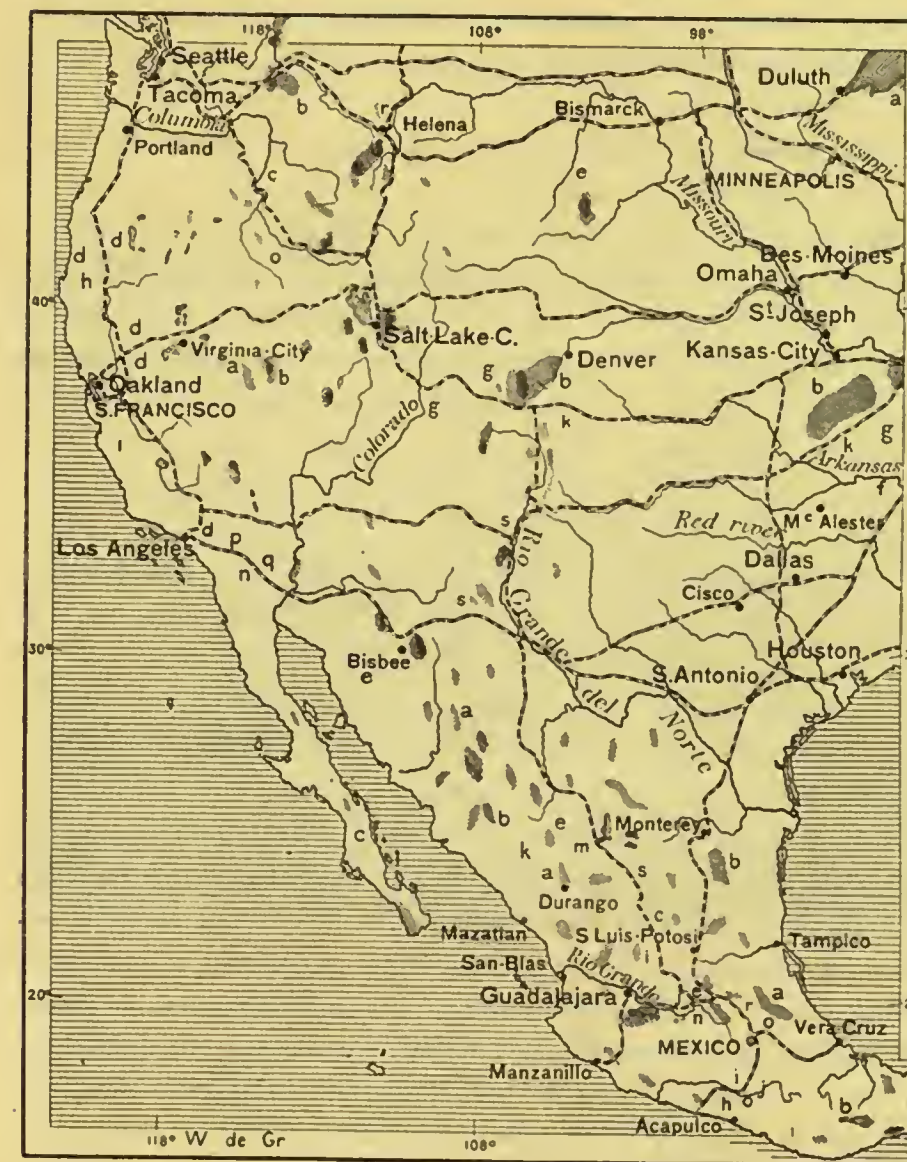 118° 108° 98°
Seattle
Duluth
a
Tacoma
b
r
Columbia
Helena
Bismarck
Mississippi
Portland
c
e
MINNEAPOLIS
Missouri
d
d
h
o
Des-Moines
Omaha
40°
St Joseph
d
Salt-Lake-C.
Virginia-City
d
Denver
Kansas-City
c
a
b
g
b
b
Oakland
S. FRANCISCO
g
k
g
i
Colorado
k
Arkansas
f
s
Red river
Mc Alester
Los Angeles
d
p
Rio
q
n
Dallas
s
Cisco
Grande
30°
Houston
Bisbee
e
S. Antonio
a
del
Norte
b
e
Monterey
k
m
b
c
a
s
Durango
c
Mazatlan
S Luis-Potosi
i
Tampico
San-Blas
Rio Grande
20°
Guadalajara
e
a
r
n
o
Vera-Cruz
MEXICO
Manzanillo
i
j
h
o
b
Acapulco
118° W de Gr 108°